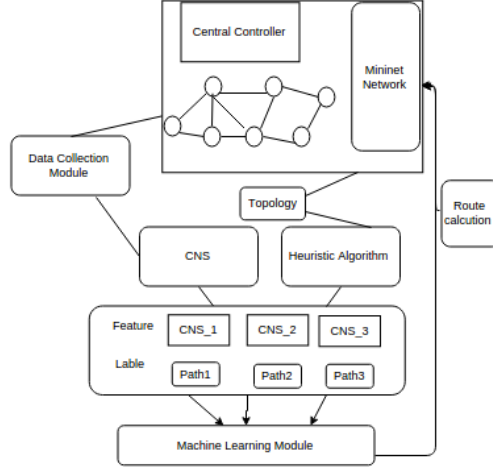 Central Controller
Mininet
Network
Data Collection
Module
Topology
Route
calcution
CNS
Heuristic Algorithm
Feature
CNS_1
CNS_2
CNS_3
Lable
Path1
Path2
Path3
Machine Learning Module